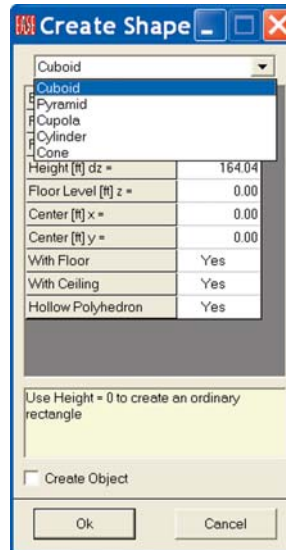 EASE Create Shape
Cuboid
Cuboid
Pyramid
Cupola
Cylinder
Cone
Height [ft] dz = 164.04
Floor Level [ft] z = 0.00
Center [ft] x = 0.00
Center [ft] y = 0.00
With Floor Yes
With Ceiling Yes
Hollow Polyhedron Yes
Use Height = 0 to create an ordinary
rectangle
Create Object
Ok Cancel